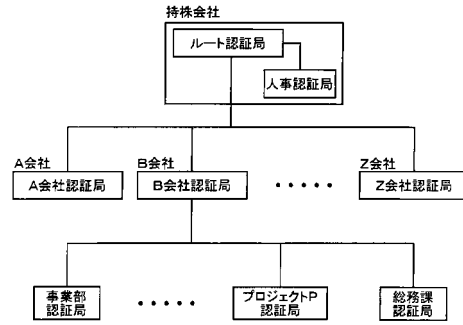 持株会社
ルート認証局
人事認証局
A会社
B会社
Z会社
A会社認証局
B会社認証局
Z会社認証局
事業部
認証局
プロジェクトP
認証局
総務課
認証局